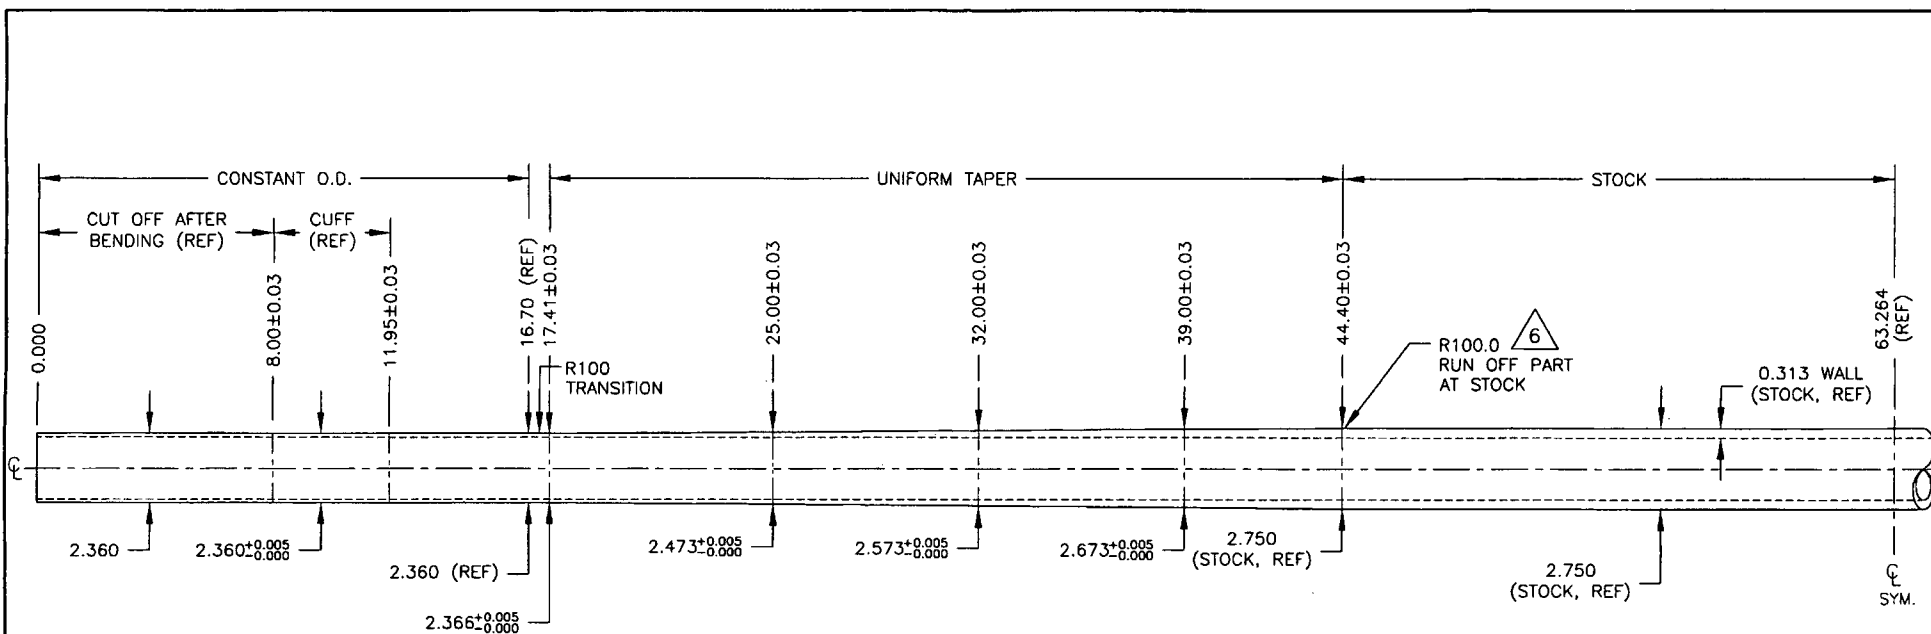 CONSTANT O.D.
UNIFORM TAPER
STOCK
CUT OFF AFTER
BENDING (REF)
CUFF
(REF)
0.000
8.00±0.03
11.95±0.03
16.70 (REF)
17.41±0.03
25.00±0.03
32.00±0.03
39.00±0.03
44.40±0.03
63.264
(REF)
R100
TRANSITION
R100.0 6
RUN OFF PART
AT STOCK
0.313 WALL
(STOCK, REF)
℄
2.360
2.360+0.005
-0.000
2.360 (REF)
2.366+0.005
-0.000
2.473+0.005
-0.000
2.573+0.005
-0.000
2.673+0.005
-0.000
2.750
(STOCK, REF)
2.750
(STOCK, REF)
℄
SYM.